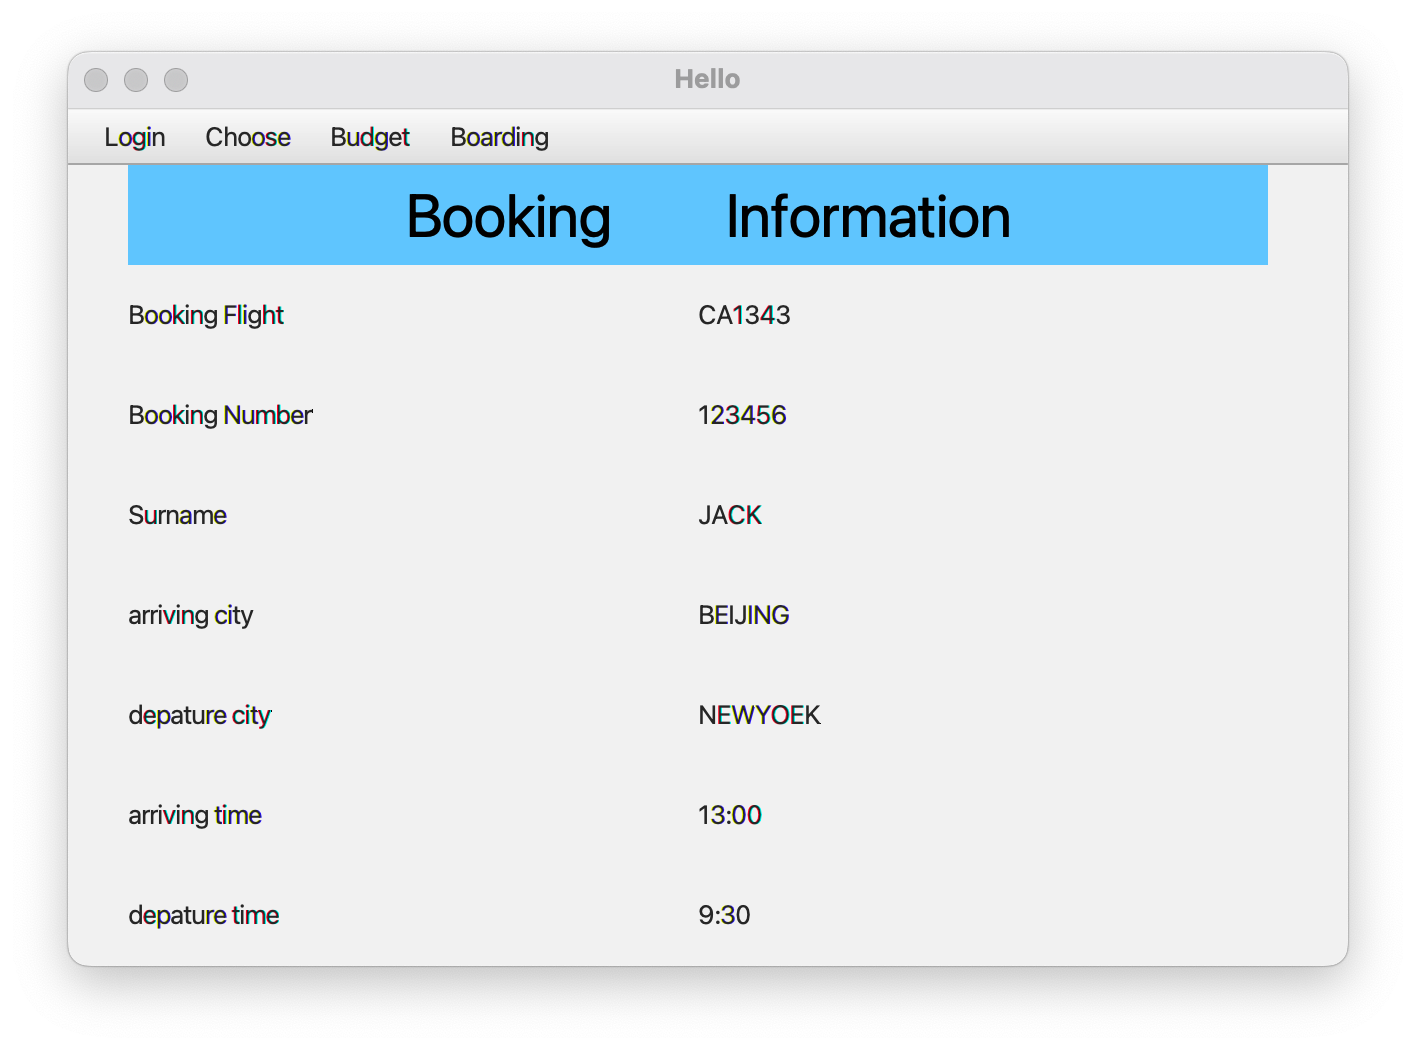 Hello
Login Choose Budget Boarding
Booking Information
Booking Flight CA1343
Booking Number 123456
Surname JACK
arriving city BEIJING
depature city NEWYOEK
arriving time 13:00
depature time 9:30